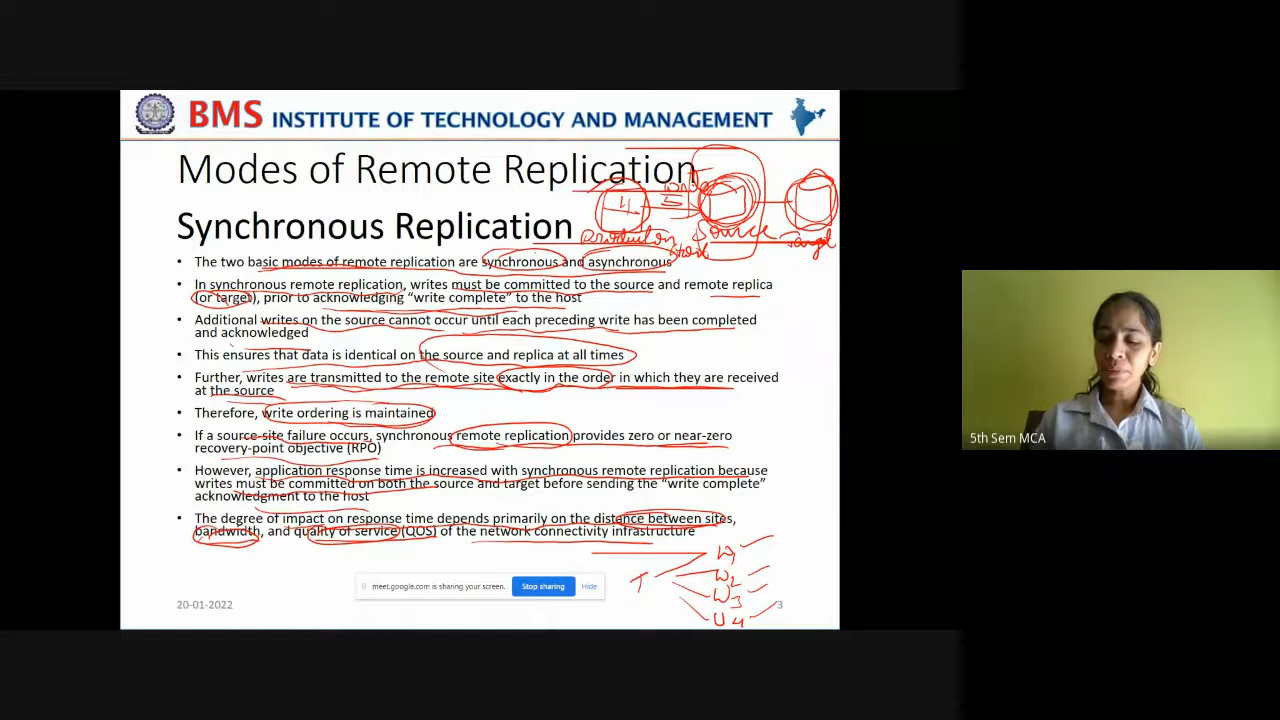 BMS INSTITUTE OF TECHNOLOGY AND MANAGEMENT
Modes of Remote Replication
Synchronous Replication
Write
4
Production
Host
Source
Target
• The two basic modes of remote replication are synchronous and asynchronous
• In synchronous remote replication, writes must be committed to the source and remote replica
(or target), prior to acknowledging “write complete” to the host
• Additional writes on the source cannot occur until each preceding write has been completed
and acknowledged
• This ensures that data is identical on the source and replica at all times
• Further, writes are transmitted to the remote site exactly in the order in which they are received
at the source
• Therefore, write ordering is maintained
• If a source-site failure occurs, synchronous remote replication provides zero or near-zero
recovery-point objective (RPO)
• However, application response time is increased with synchronous remote replication because
writes must be committed on both the source and target before sending the “write complete”
acknowledgment to the host
• The degree of impact on response time depends primarily on the distance between sites,
bandwidth, and quality of service (QOS) of the network connectivity infrastructure
W1
T W2
W3
W4
meet.google.com is sharing your screen. Stop sharing Hide
20-01-2022 3
5th Sem MCA